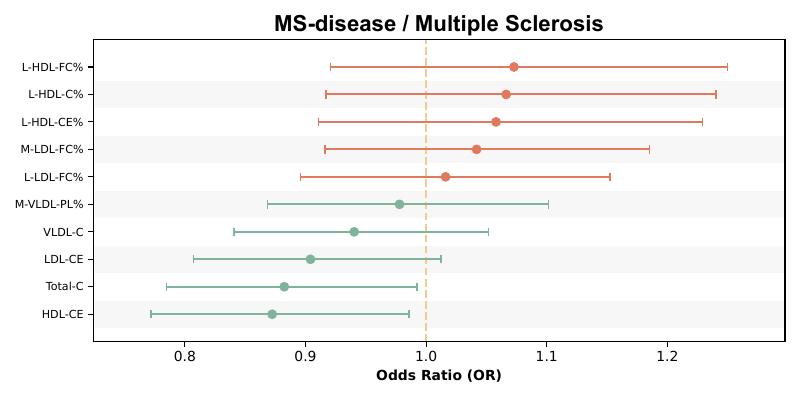 MS-disease / Multiple Sclerosis
L-HDL-FC%
L-HDL-C%
L-HDL-CE%
M-LDL-FC%
L-LDL-FC%
M-VLDL-PL%
VLDL-C
LDL-CE
Total-C
HDL-CE
0.8 0.9 1.0 1.1 1.2
Odds Ratio (OR)